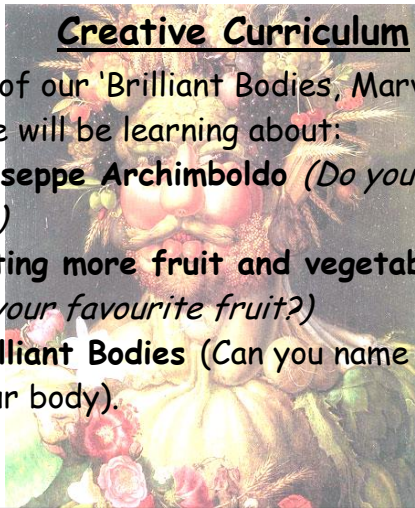 Creative Curriculum
of our ‘Brilliant Bodies, Marv
will be learning about:
seppe Archimboldo (Do you
)
ting more fruit and vegetab
your favourite fruit?)
lliant Bodies (Can you name
ur body).